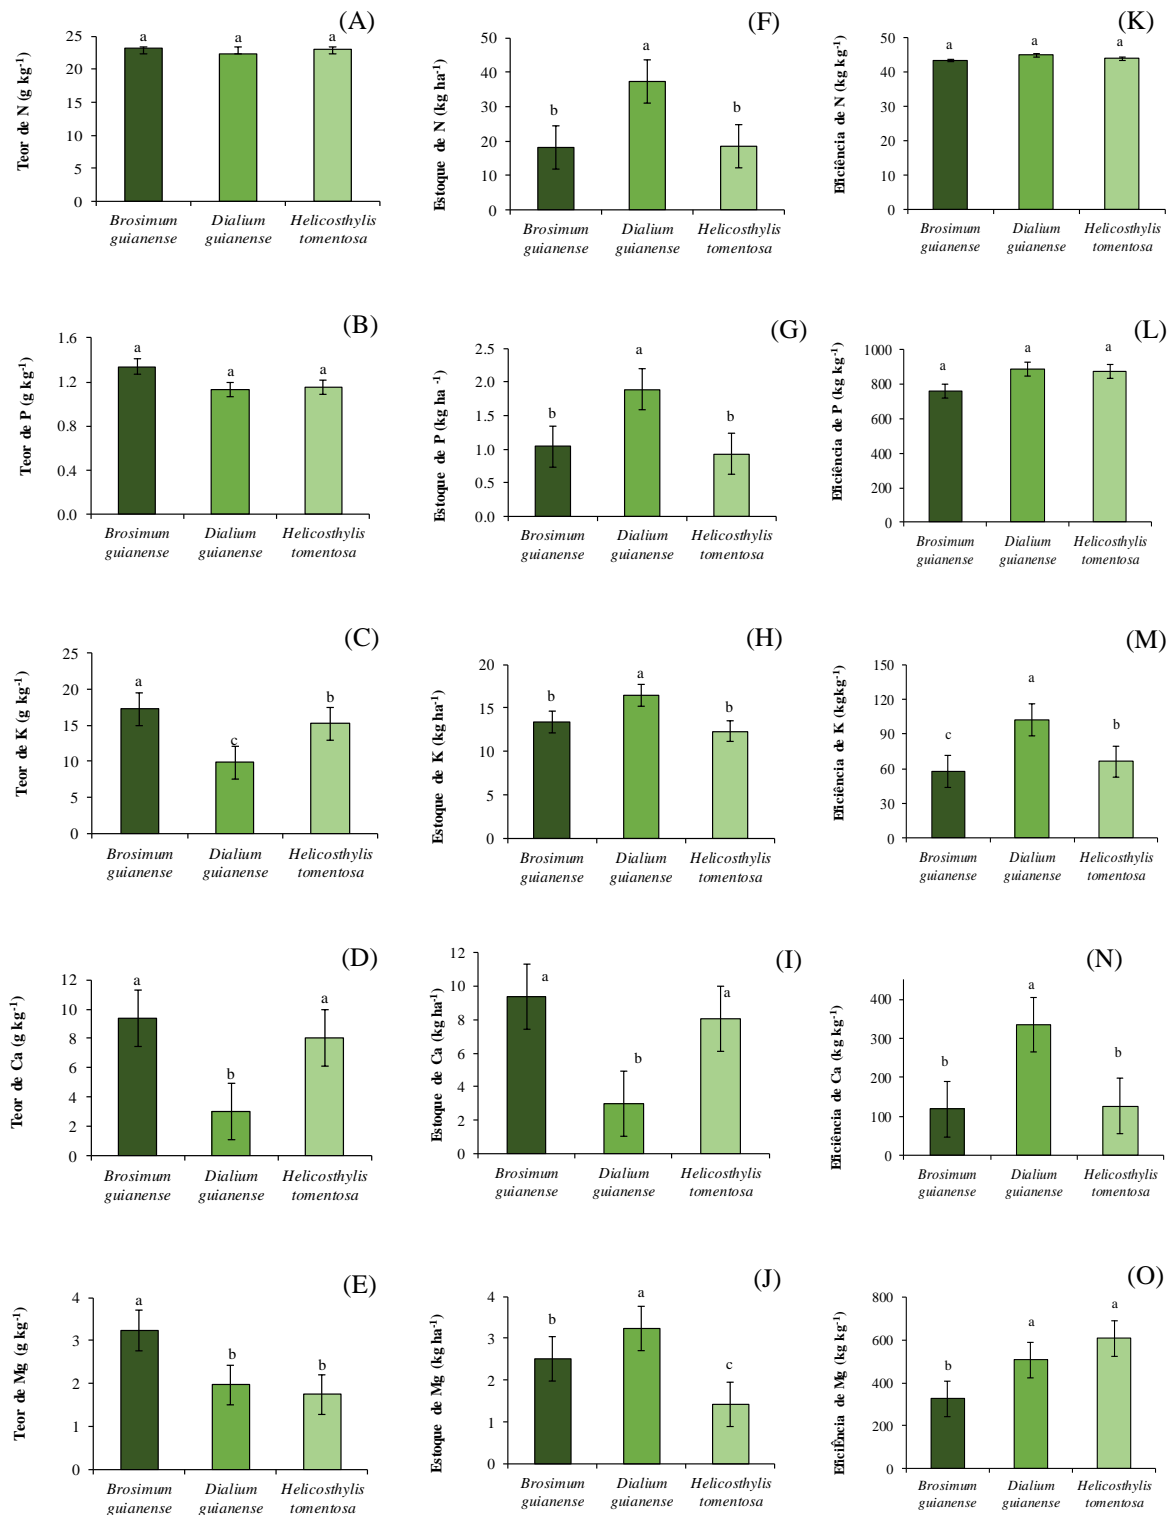 (A)
Teor de N (g kg-1)
25
20
15
10
5
0
a
a
a
Brosimum
guianense
Dialium
guianense
Helicosthylis
tomentosa
(F)
Estoque de N (kg ha-1)
50
40
30
20
10
0
b
a
b
Brosimum
guianense
Dialium
guianense
Helicosthylis
tomentosa
(K)
Eficiência de N (kg kg-1)
50
40
30
20
10
0
a
a
a
Brosimum
guianense
Dialium
guianense
Helicosthylis
tomentosa
(B)
Teor de P (g kg-1)
1.6
1.2
0.8
0.4
0.0
a
a
a
Brosimum
guianense
Dialium
guianense
Helicosthylis
tomentosa
(G)
Estoque de P (kg ha -1)
2.5
2.0
1.5
1.0
0.5
0.0
b
a
b
Brosimum
guianense
Dialium
guianense
Helicosthylis
tomentosa
(L)
Eficiência de P (kg kg-1)
1000
800
600
400
200
0
a
a
a
Brosimum
guianense
Dialium
guianense
Helicosthylis
tomentosa
(C)
Teor de K (g kg-1)
25
20
15
10
5
0
a
c
b
Brosimum
guianense
Dialium
guianense
Helicosthylis
tomentosa
(H)
Estoque de K (kg ha-1)
20
15
10
5
0
b
a
b
Brosimum
guianense
Dialium
guianense
Helicosthylis
tomentosa
(M)
Eficiência de K (kgkg-1)
150
120
90
60
30
0
c
a
b
Brosimum
guianense
Dialium
guianense
Helicosthylis
tomentosa
(D)
Teor de Ca (g kg-1)
12
10
8
6
4
2
0
a
b
a
Brosimum
guianense
Dialium
guianense
Helicosthylis
tomentosa
(I)
Estoque de Ca (kg ha-1)
12
10
8
6
4
2
0
a
b
a
Brosimum
guianense
Dialium
guianense
Helicosthylis
tomentosa
(N)
Eficiência de Ca (kg kg-1)
400
300
200
100
0
b
a
b
Brosimum
guianense
Dialium
guianense
Helicosthylis
tomentosa
(E)
Teor de Mg (g kg-1)
4
3
2
1
0
a
b
b
Brosimum
guianense
Dialium
guianense
Helicosthylis
tomentosa
(J)
Estoque de Mg (kg ha-1)
4
3
2
1
0
b
a
c
Brosimum
guianense
Dialium
guianense
Helicosthylis
tomentosa
(O)
EficiÊncia de Mg (kg kg-1)
800
600
400
200
0
b
a
a
Brosimum
guianense
Dialium
guianense
Helicosthylis
tomentosa